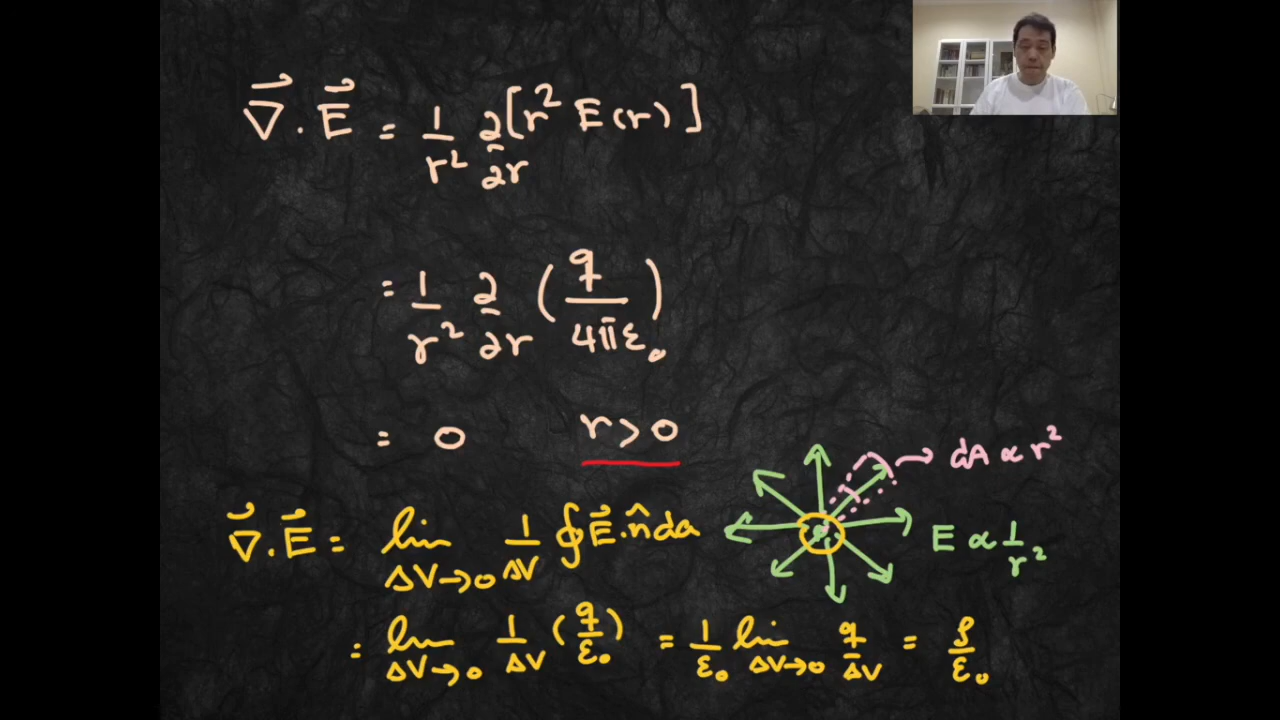 ∇⃗ · E⃗ = 1/r² ∂/∂r [r² E(r)]
= 1/r² ∂/∂r (q/4πε₀)
= 0 r > 0
dA ∝ r²
∇⃗ · E⃗ = lim ΔV→0 1/ΔV ∮ E⃗ · n̂ da
E ∝ 1/r²
= lim ΔV→0 1/ΔV (q/ε₀) = 1/ε₀ lim ΔV→0 q/ΔV = ρ/ε₀